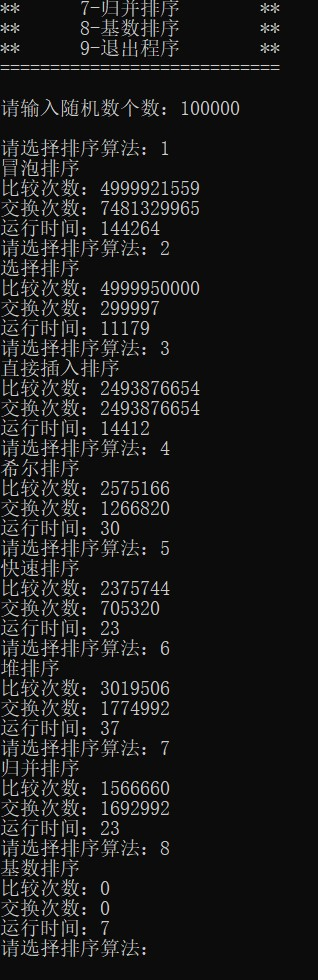 **      7-归并排序        **
**      8-基数排序        **
**      9-退出程序        **
============================
请输入随机数个数：100000
请选择排序算法：1
冒泡排序
比较次数：4999921559
交换次数：7481329965
运行时间：144264
请选择排序算法：2
选择排序
比较次数：4999950000
交换次数：299997
运行时间：11179
请选择排序算法：3
直接插入排序
比较次数：2493876654
交换次数：2493876654
运行时间：14412
请选择排序算法：4
希尔排序
比较次数：2575166
交换次数：1266820
运行时间：30
请选择排序算法：5
快速排序
比较次数：2375744
交换次数：705320
运行时间：23
请选择排序算法：6
堆排序
比较次数：3019506
交换次数：1774992
运行时间：37
请选择排序算法：7
归并排序
比较次数：1566660
交换次数：1692992
运行时间：23
请选择排序算法：8
基数排序
比较次数：0
交换次数：0
运行时间：7
请选择排序算法：